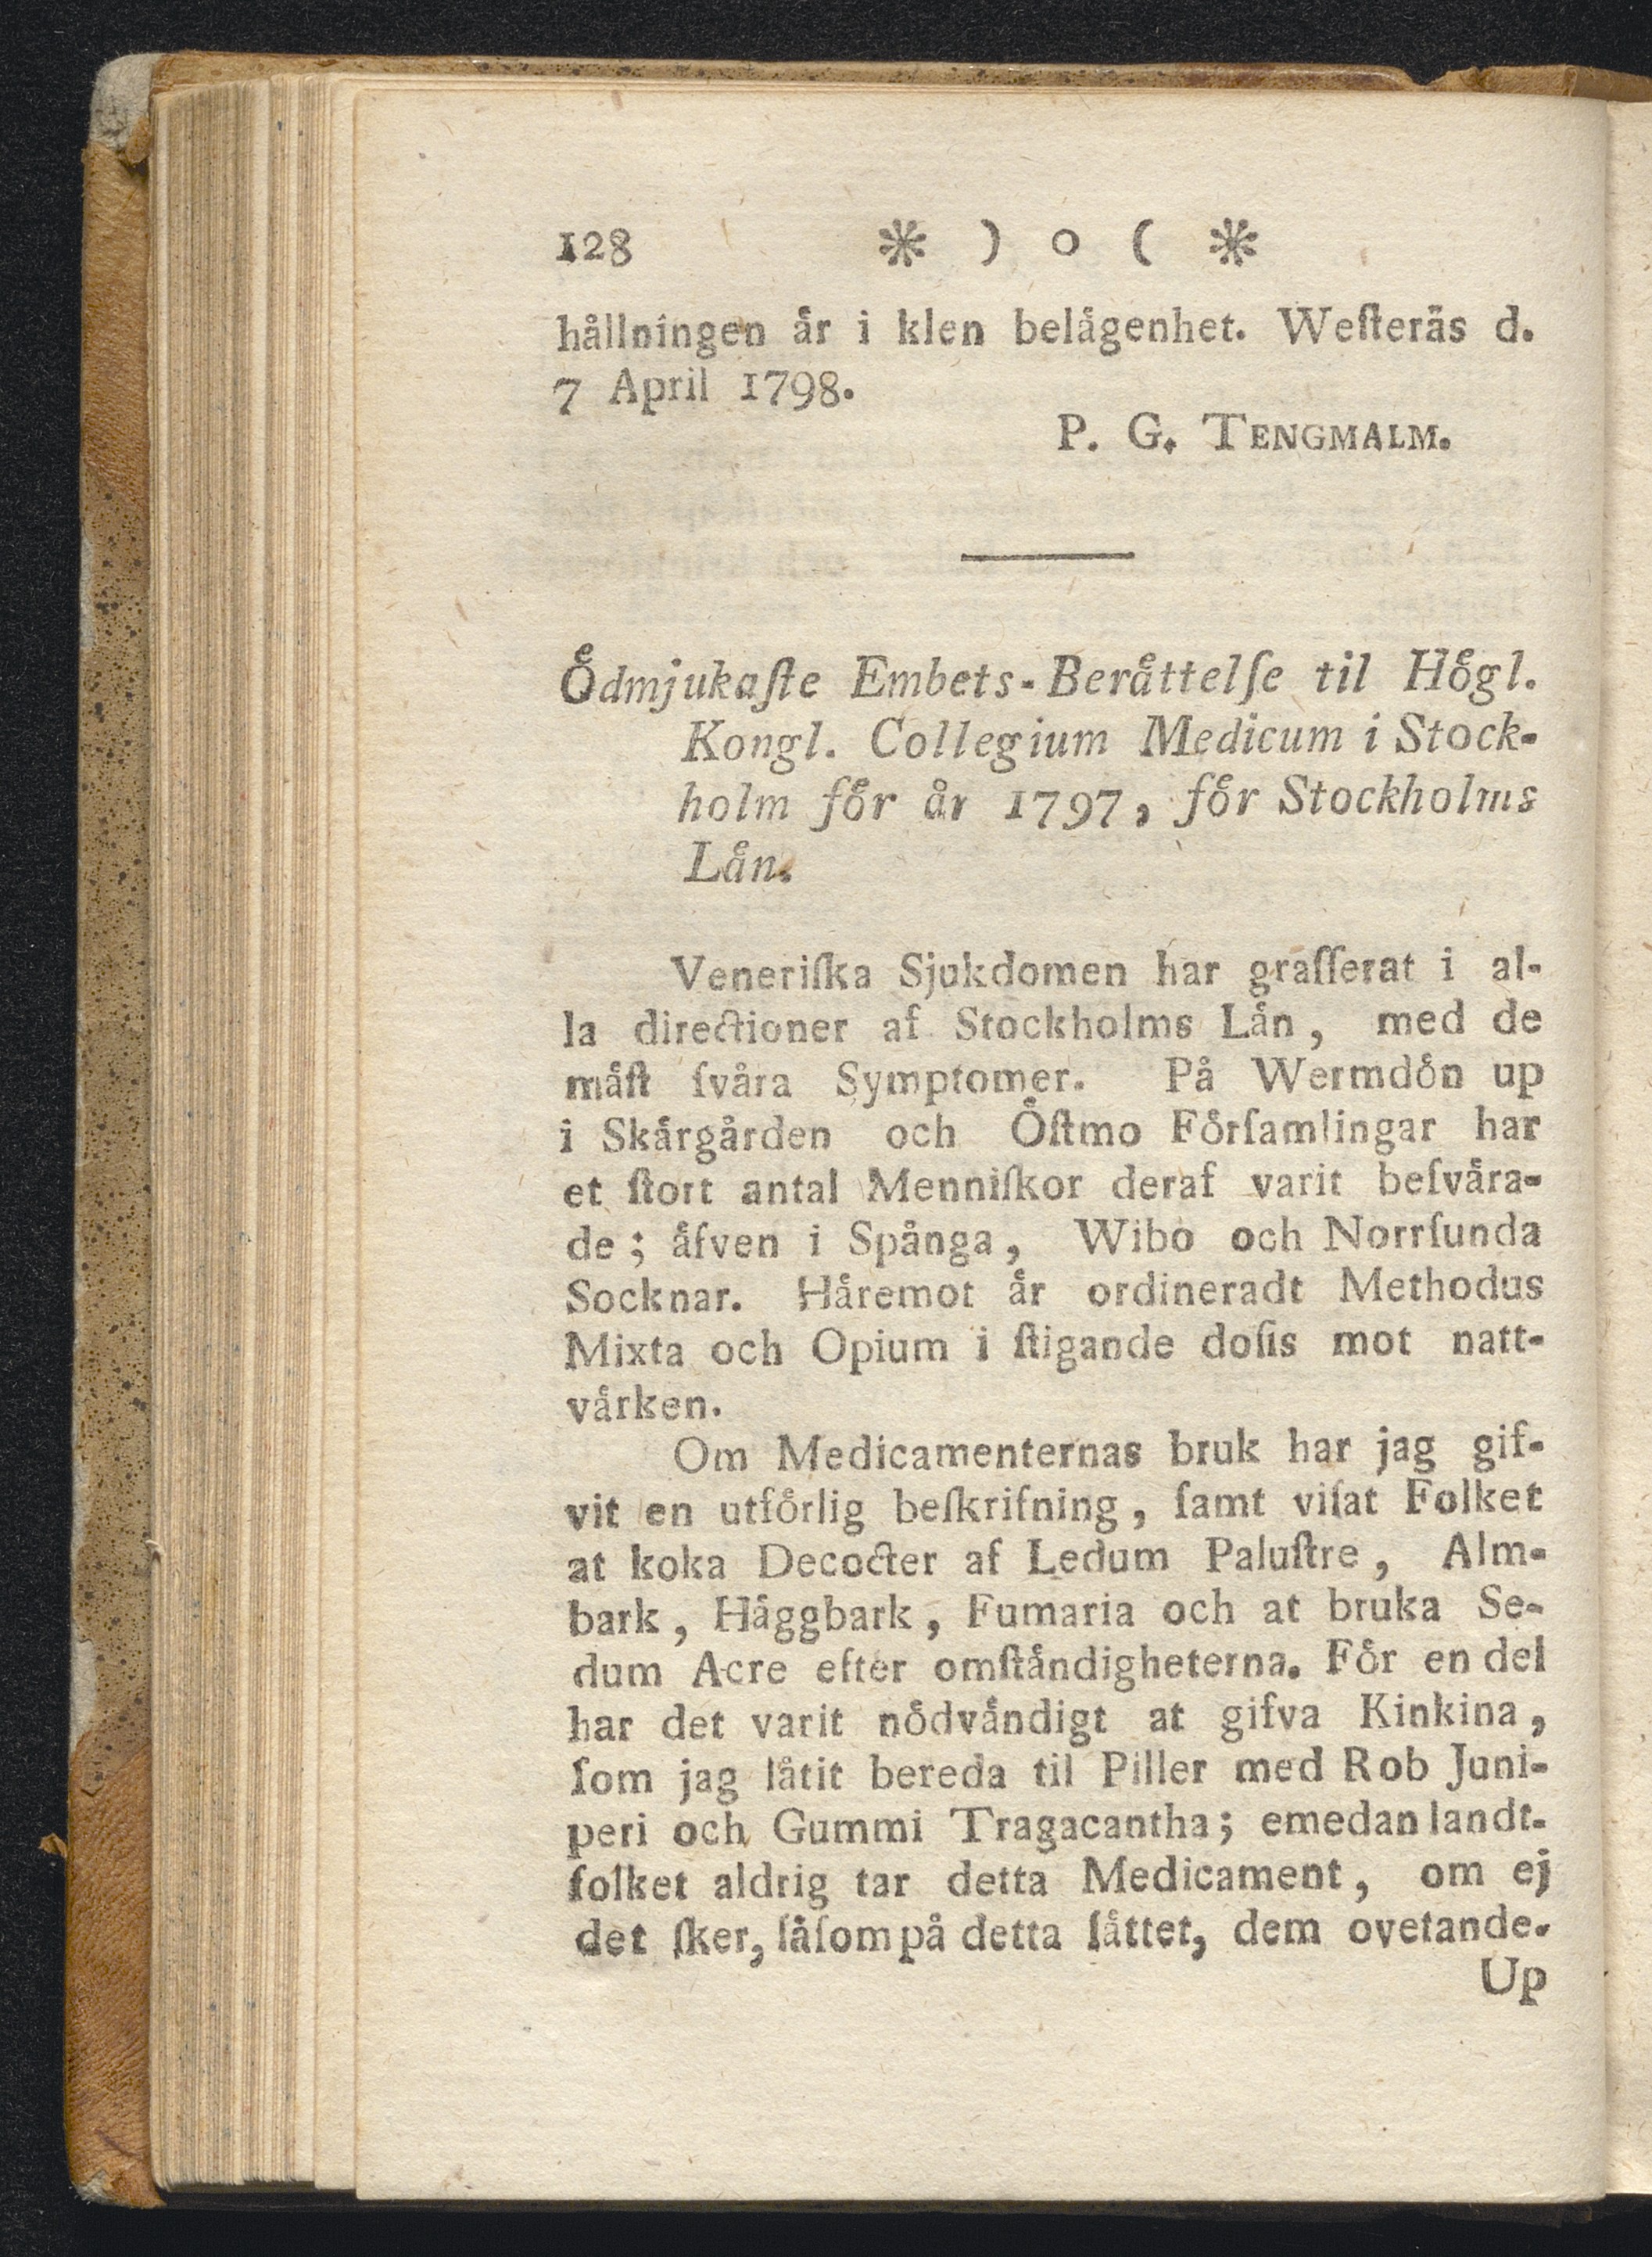 128 ❊ ) o ( ❊
hållningen är i klen belägenhet. Weſterås d.
7 April 1798.
P. G. TENGMALM.
Ödmjukaſte Embets-Berättelſe til Högl.
Kongl. Collegium Medicum i Stock-
holm för år 1797, för Stockholms
Län.
Veneriſka Sjukdomen har graſſerat i al-
la directioner af Stockholms Län, med de
mäſt ſvåra Symptomer. På Wermdön up
i Skärgården och Öſtmo Förſamlingar har
et ſtort antal Menniſkor deraf varit beſvära-
de; äfven i Spånga, Wibo och Norrſunda
Socknar. Häremot är ordineradt Methodus
Mixta och Opium i ſtigande doſis mot natt-
värken.
Om Medicamenternas bruk har jag gif-
vit en utförlig beſkrifning, ſamt viſat Folket
at koka Decocter af Ledum Paluſtre, Alm-
bark, Häggbark, Fumaria och at bruka Se-
dum Acre efter omſtändigheterna. För en del
har det varit nödvändigt at gifva Kinkina,
ſom jag låtit bereda til Piller med Rob Juni-
peri och Gummi Tragacantha; emedan landt-
folket aldrig tar detta Medicament, om ej
det ſker, ſåſom på detta ſättet, dem ovetande.
Up